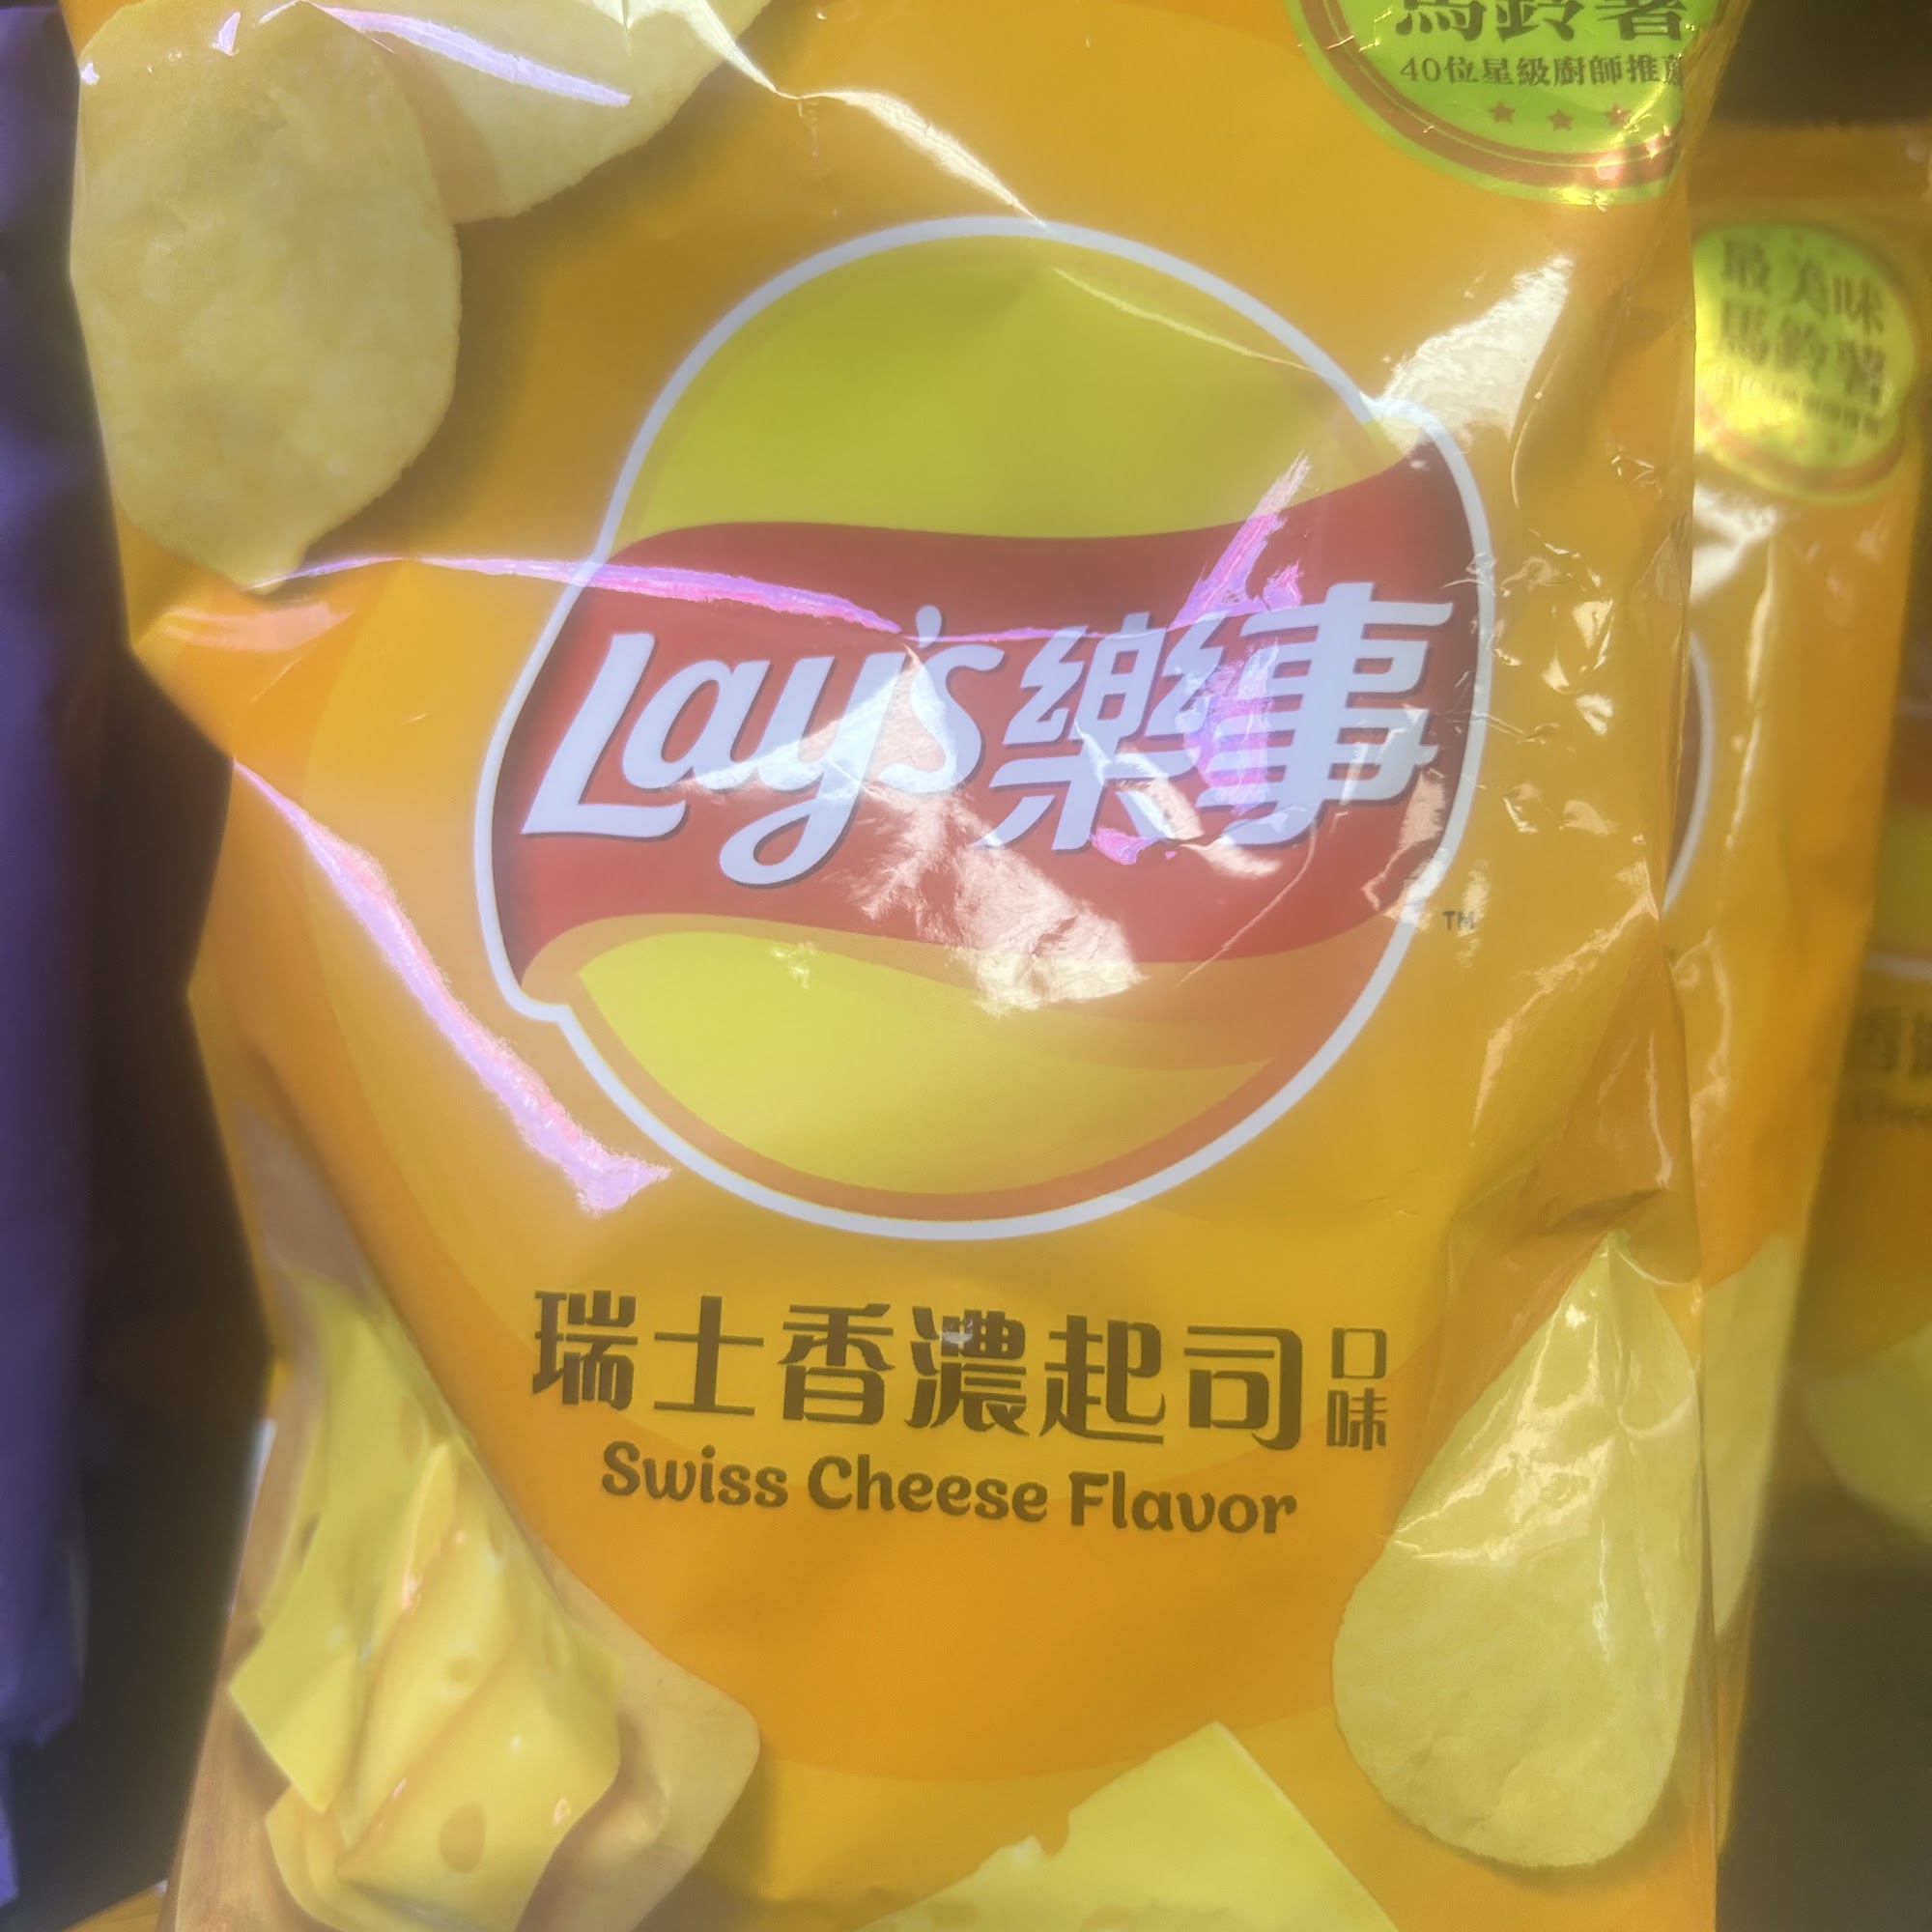 馬鈴薯
40位星級廚師推薦
最美味
馬鈴薯
Lay's樂事
TM
瑞士香濃起司口味
Swiss Cheese Flavor